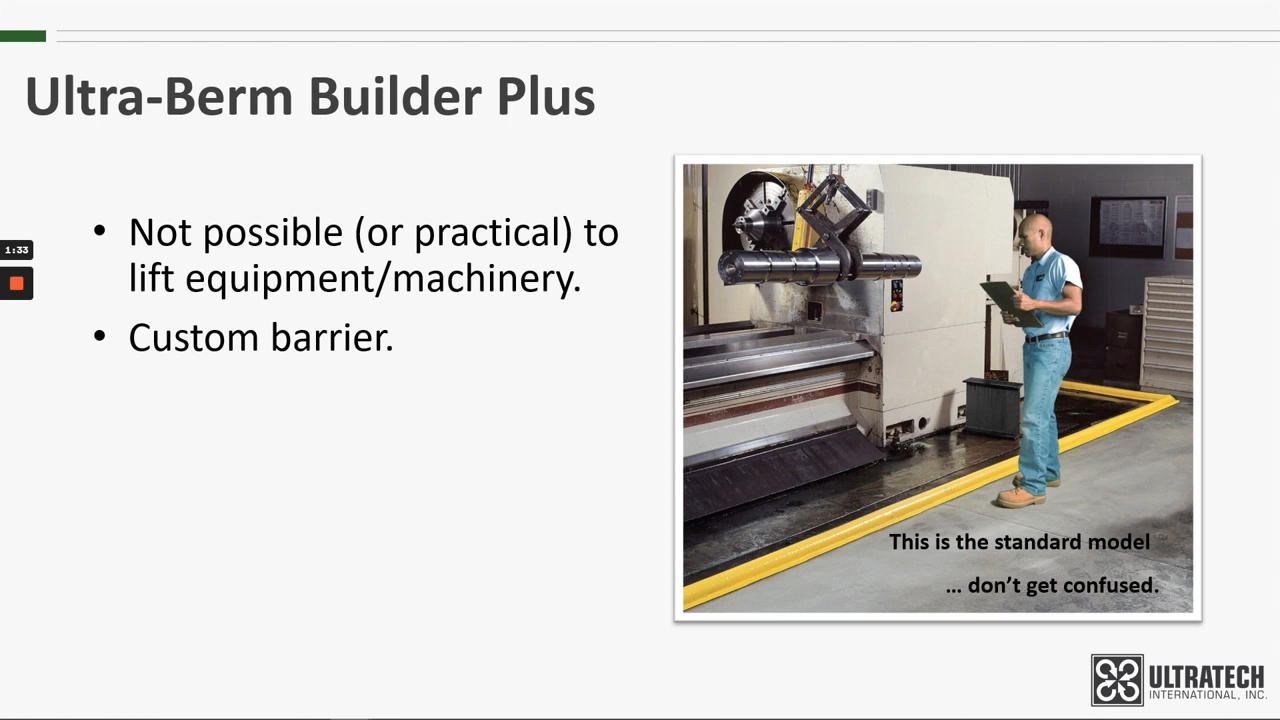 Ultra-Berm Builder Plus
• Not possible (or practical) to
lift equipment/machinery.
• Custom barrier.
1:33
This is the standard model
... don’t get confused.
ULTRATECH
INTERNATIONAL, INC.